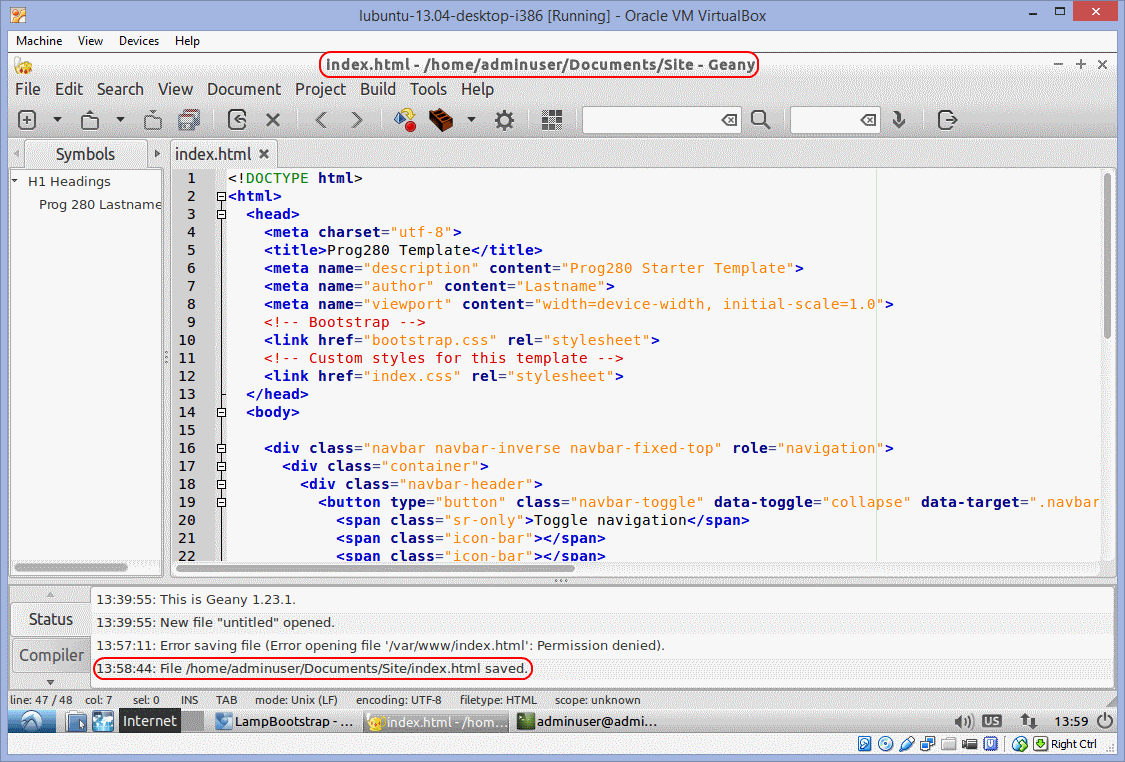 lubuntu-13.04-desktop-i386 [Running] - Oracle VM VirtualBox
Machine View Devices Help
index.html - /home/adminuser/Documents/Site - Geany
File Edit Search View Document Project Build Tools Help
Symbols index.html
H1 Headings
Prog 280 Lastname
1 <!DOCTYPE html>
2 <html>
3 <head>
4 <meta charset="utf-8">
5 <title>Prog280 Template</title>
6 <meta name="description" content="Prog280 Starter Template">
7 <meta name="author" content="Lastname">
8 <meta name="viewport" content="width=device-width, initial-scale=1.0">
9 <!-- Bootstrap -->
10 <link href="bootstrap.css" rel="stylesheet">
11 <!-- Custom styles for this template -->
12 <link href="index.css" rel="stylesheet">
13 </head>
14 <body>
15
16 <div class="navbar navbar-inverse navbar-fixed-top" role="navigation">
17 <div class="container">
18 <div class="navbar-header">
19 <button type="button" class="navbar-toggle" data-toggle="collapse" data-target=".navbar
20 <span class="sr-only">Toggle navigation</span>
21 <span class="icon-bar"></span>
22 <span class="icon-bar"></span>
Status
Compiler
13:39:55: This is Geany 1.23.1.
13:39:55: New file "untitled" opened.
13:57:11: Error saving file (Error opening file '/var/www/index.html': Permission denied).
13:58:44: File /home/adminuser/Documents/Site/index.html saved.
line: 47 / 48 col: 7 sel: 0 INS TAB mode: Unix (LF) encoding: UTF-8 filetype: HTML scope: unknown
Internet LampBootstrap - ... index.html - /hom... adminuser@admi... US 13:59
Right Ctrl